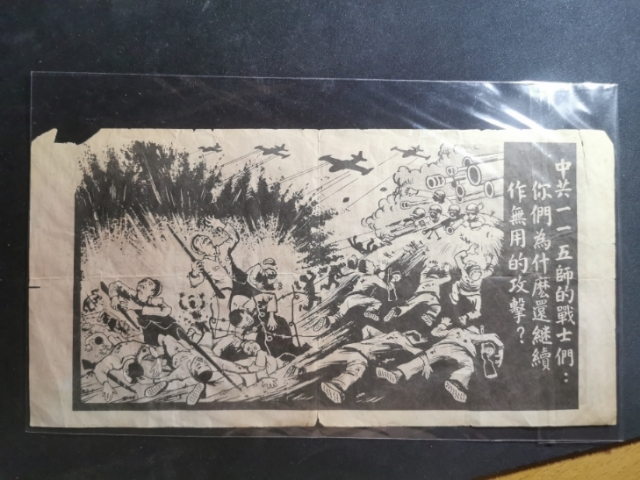 中共一一五師的戰士們：
你們為什麼還繼續
作無用的攻擊？